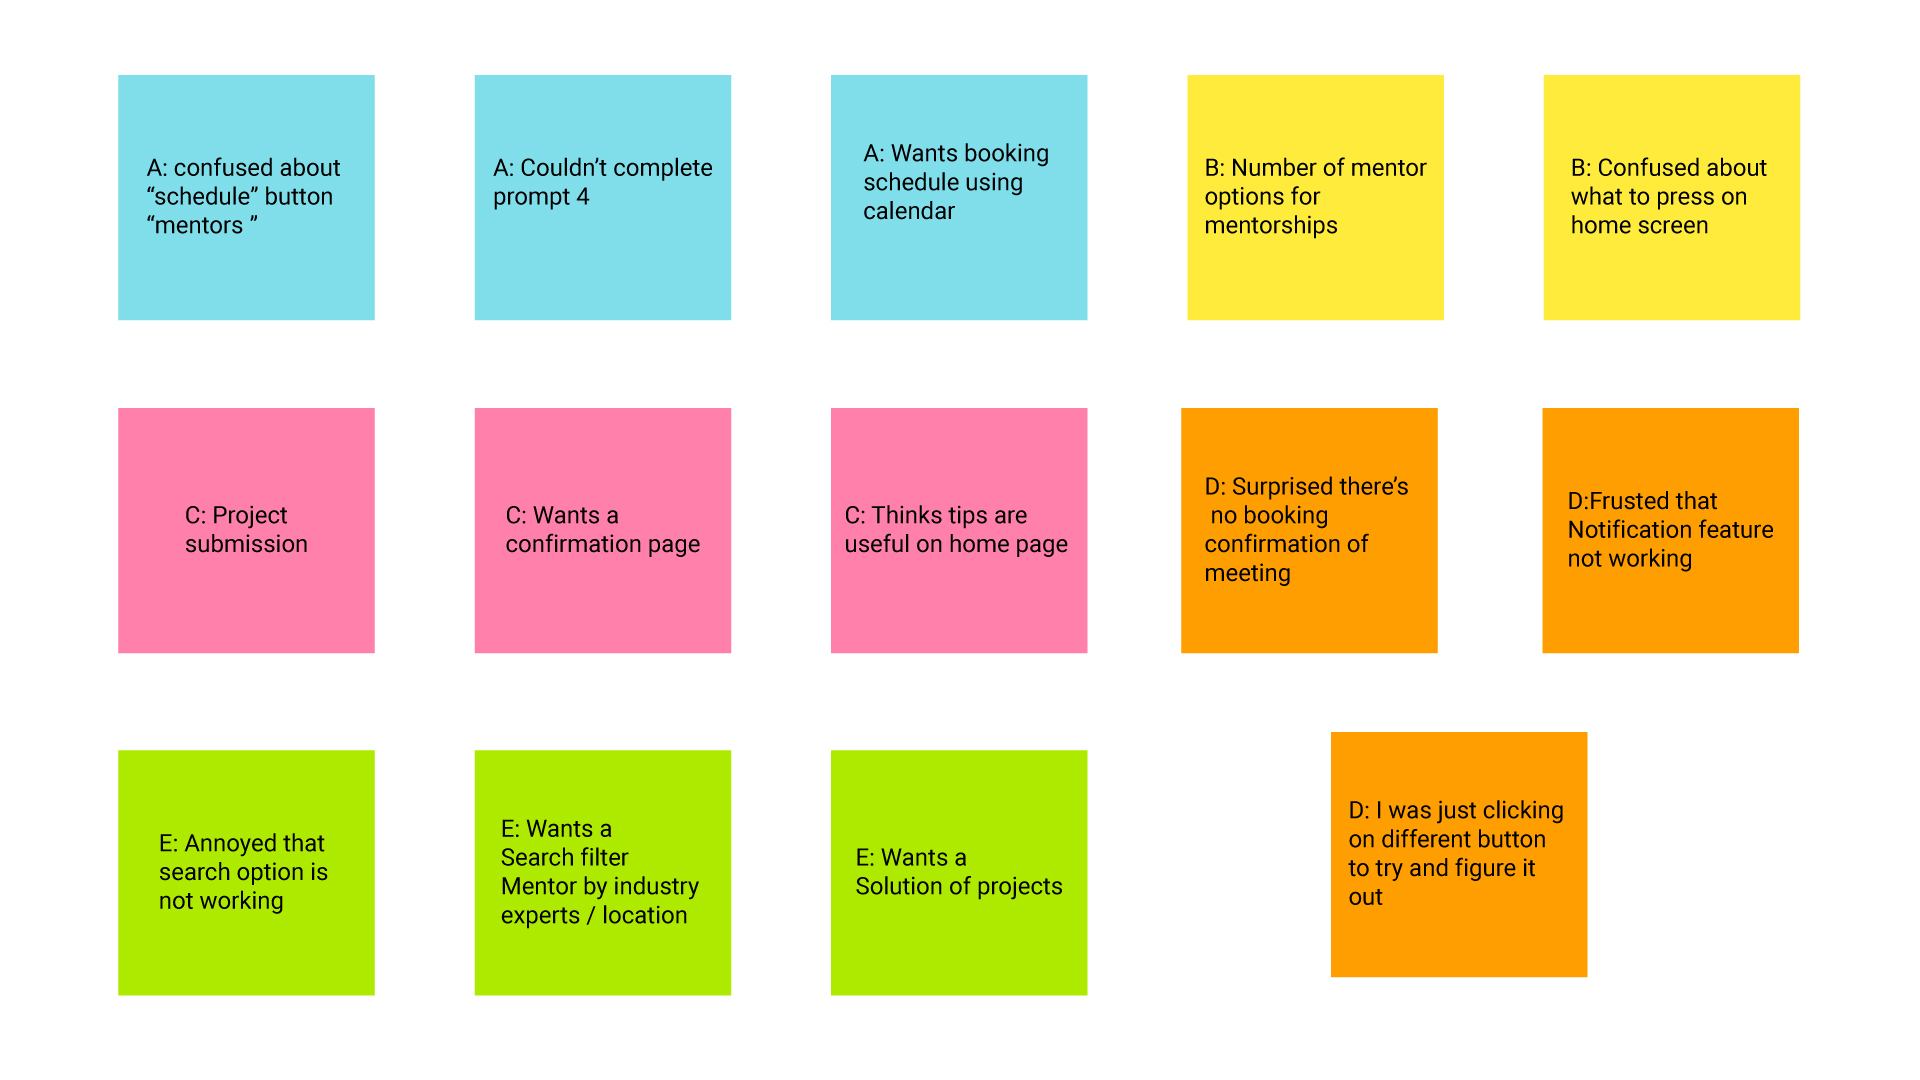 A: confused about
“schedule” button
“mentors ”
A: Couldn’t complete
prompt 4
A: Wants booking
schedule using
calendar
B: Number of mentor
options for
mentorships
B: Confused about
what to press on
home screen
C: Project
submission
C: Wants a
confirmation page
C: Thinks tips are
useful on home page
D: Surprised there’s
no booking
confirmation of
meeting
D:Frusted that
Notification feature
not working
E: Annoyed that
search option is
not working
E: Wants a
Search filter
Mentor by industry
experts / location
E: Wants a
Solution of projects
D: I was just clicking
on different button
to try and figure it
out